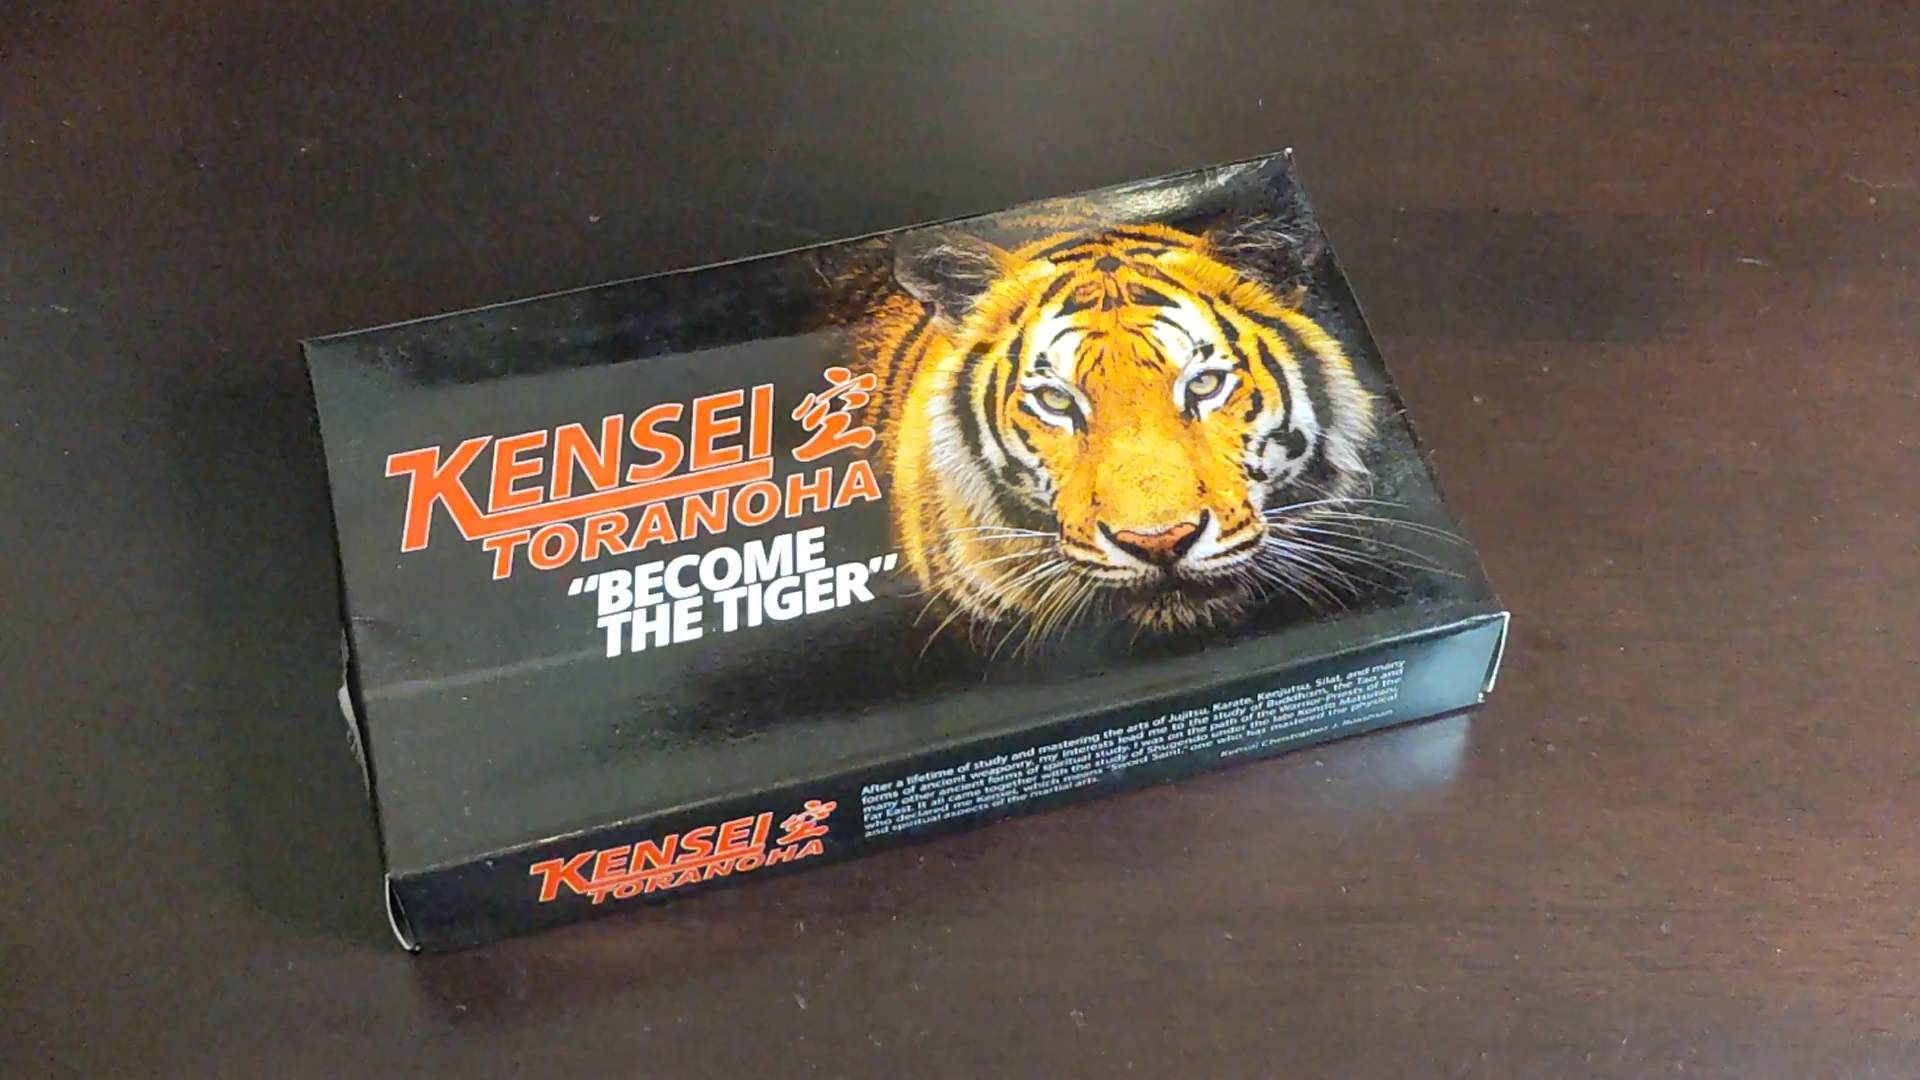 KENSEI 空
TORANOHA
“BECOME
THE TIGER”
KENSEI 空
TORANOHA
After a lifetime of study and mastering the arts of Jujitsu, Karate, Kenjutsu, Silat, and many
forms of ancient weaponry, my interests lead me to the study of Buddhism, the Tao and
many other ancient forms of spiritual study. I was on the path of the Warrior-Priests of the
Far East. It all came together with the study of Shugendo under the late Kondo Matsutani,
who declared me Kensei, which means "Sword Saint," one who has mastered the physical
and spiritual aspects of the martial arts.
Kensei Christopher J.